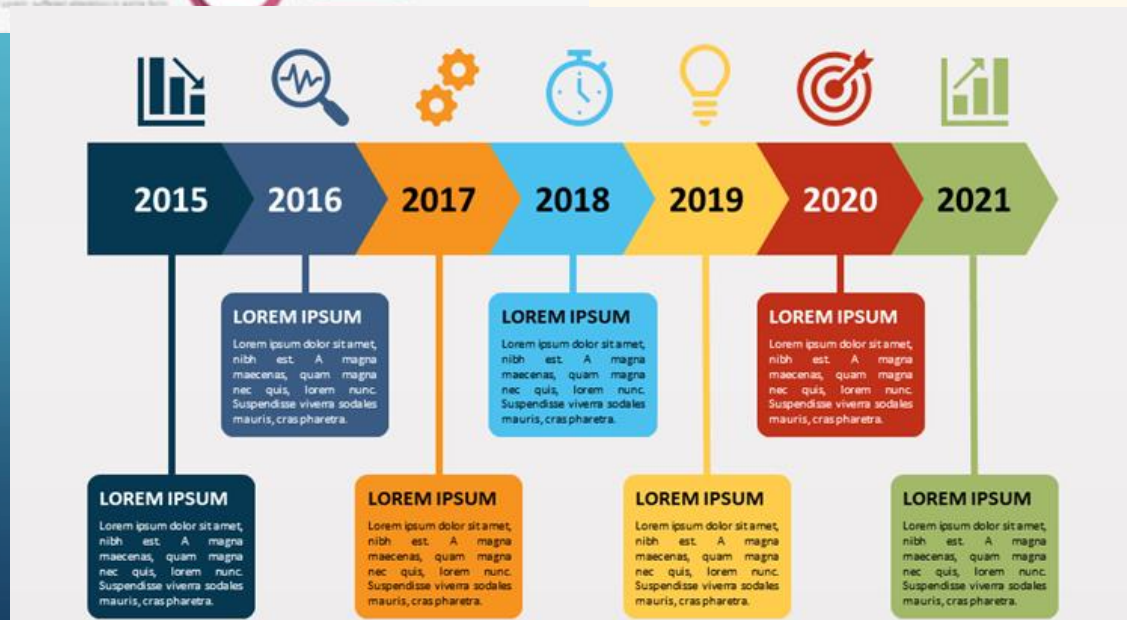 2015 2016 2017 2018 2019 2020 2021
LOREM IPSUM
Lorem ipsum dolor sit amet,
nibh est. A magna
maecenas, quam magna
nec quis, lorem nunc.
Suspendisse viverra sodales
mauris, cras pharetra.
LOREM IPSUM
Lorem ipsum dolor sit amet,
nibh est. A magna
maecenas, quam magna
nec quis, lorem nunc.
Suspendisse viverra sodales
mauris, cras pharetra.
LOREM IPSUM
Lorem ipsum dolor sit amet,
nibh est. A magna
maecenas, quam magna
nec quis, lorem nunc.
Suspendisse viverra sodales
mauris, cras pharetra.
LOREM IPSUM
Lorem ipsum dolor sit amet,
nibh est. A magna
maecenas, quam magna
nec quis, lorem nunc.
Suspendisse viverra sodales
mauris, cras pharetra.
LOREM IPSUM
Lorem ipsum dolor sit amet,
nibh est. A magna
maecenas, quam magna
nec quis, lorem nunc.
Suspendisse viverra sodales
mauris, cras pharetra.
LOREM IPSUM
Lorem ipsum dolor sit amet,
nibh est. A magna
maecenas, quam magna
nec quis, lorem nunc.
Suspendisse viverra sodales
mauris, cras pharetra.
LOREM IPSUM
Lorem ipsum dolor sit amet,
nibh est. A magna
maecenas, quam magna
nec quis, lorem nunc.
Suspendisse viverra sodales
mauris, cras pharetra.